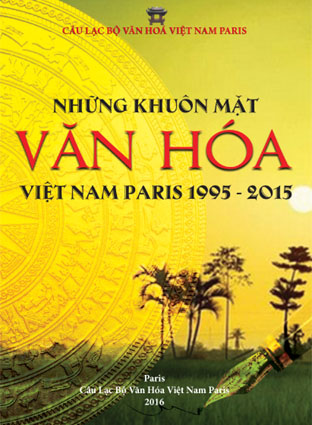 CÂU LẠC BỘ VĂN HOÁ VIỆT NAM PARIS
NHỮNG KHUÔN MẶT
VĂN HÓA
VIỆT NAM PARIS 1995 - 2015
Paris
Câu Lạc Bộ Văn Hóa Việt Nam Paris
2016